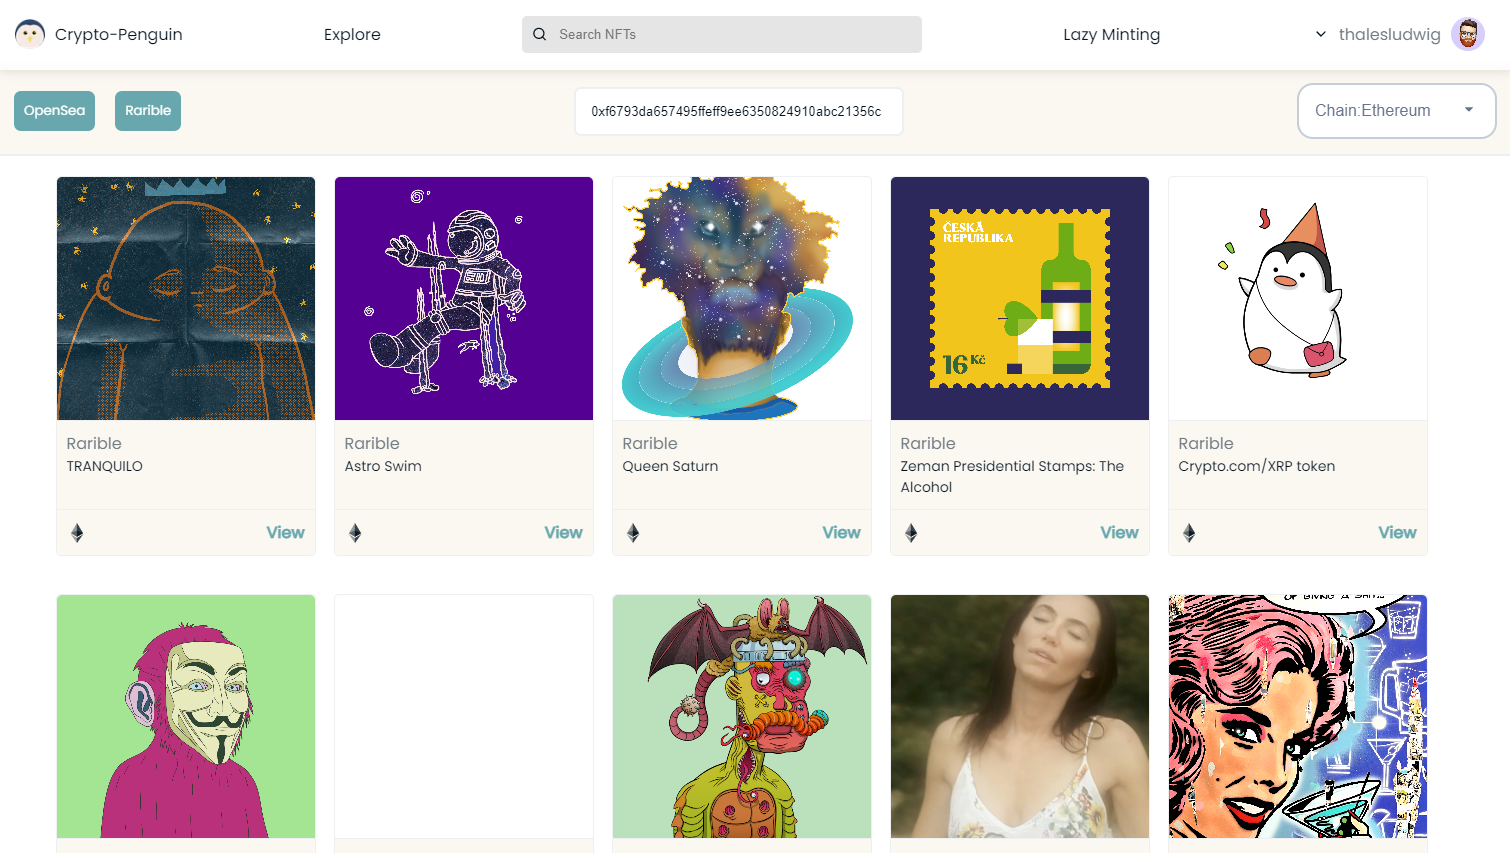 Crypto-Penguin
Explore
Search NFTs
Lazy Minting
thalesludwig
OpenSea
Rarible
0xf6793da657495ffeff9ee6350824910abc21356c
Chain:Ethereum
ČESKÁ
REPUBLIKA
16 Kč
Rarible
TRANQUILO
View
Rarible
Astro Swim
View
Rarible
Queen Saturn
View
Rarible
Zeman Presidential Stamps: The
Alcohol
View
Rarible
Crypto.com/XRP token
View
OF GIVING A